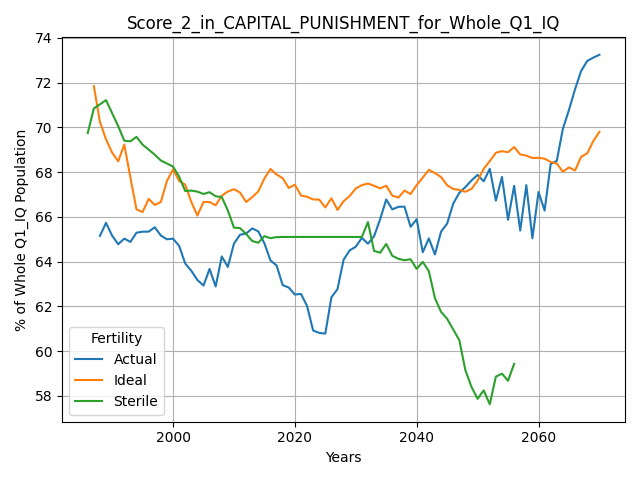 Score_2_in_CAPITAL_PUNISHMENT_for_Whole_Q1_IQ
% of Whole Q1_IQ Population
74
72
70
68
66
64
62
60
58
Fertility
Actual
Ideal
Sterile
2000 2020 2040 2060
Years